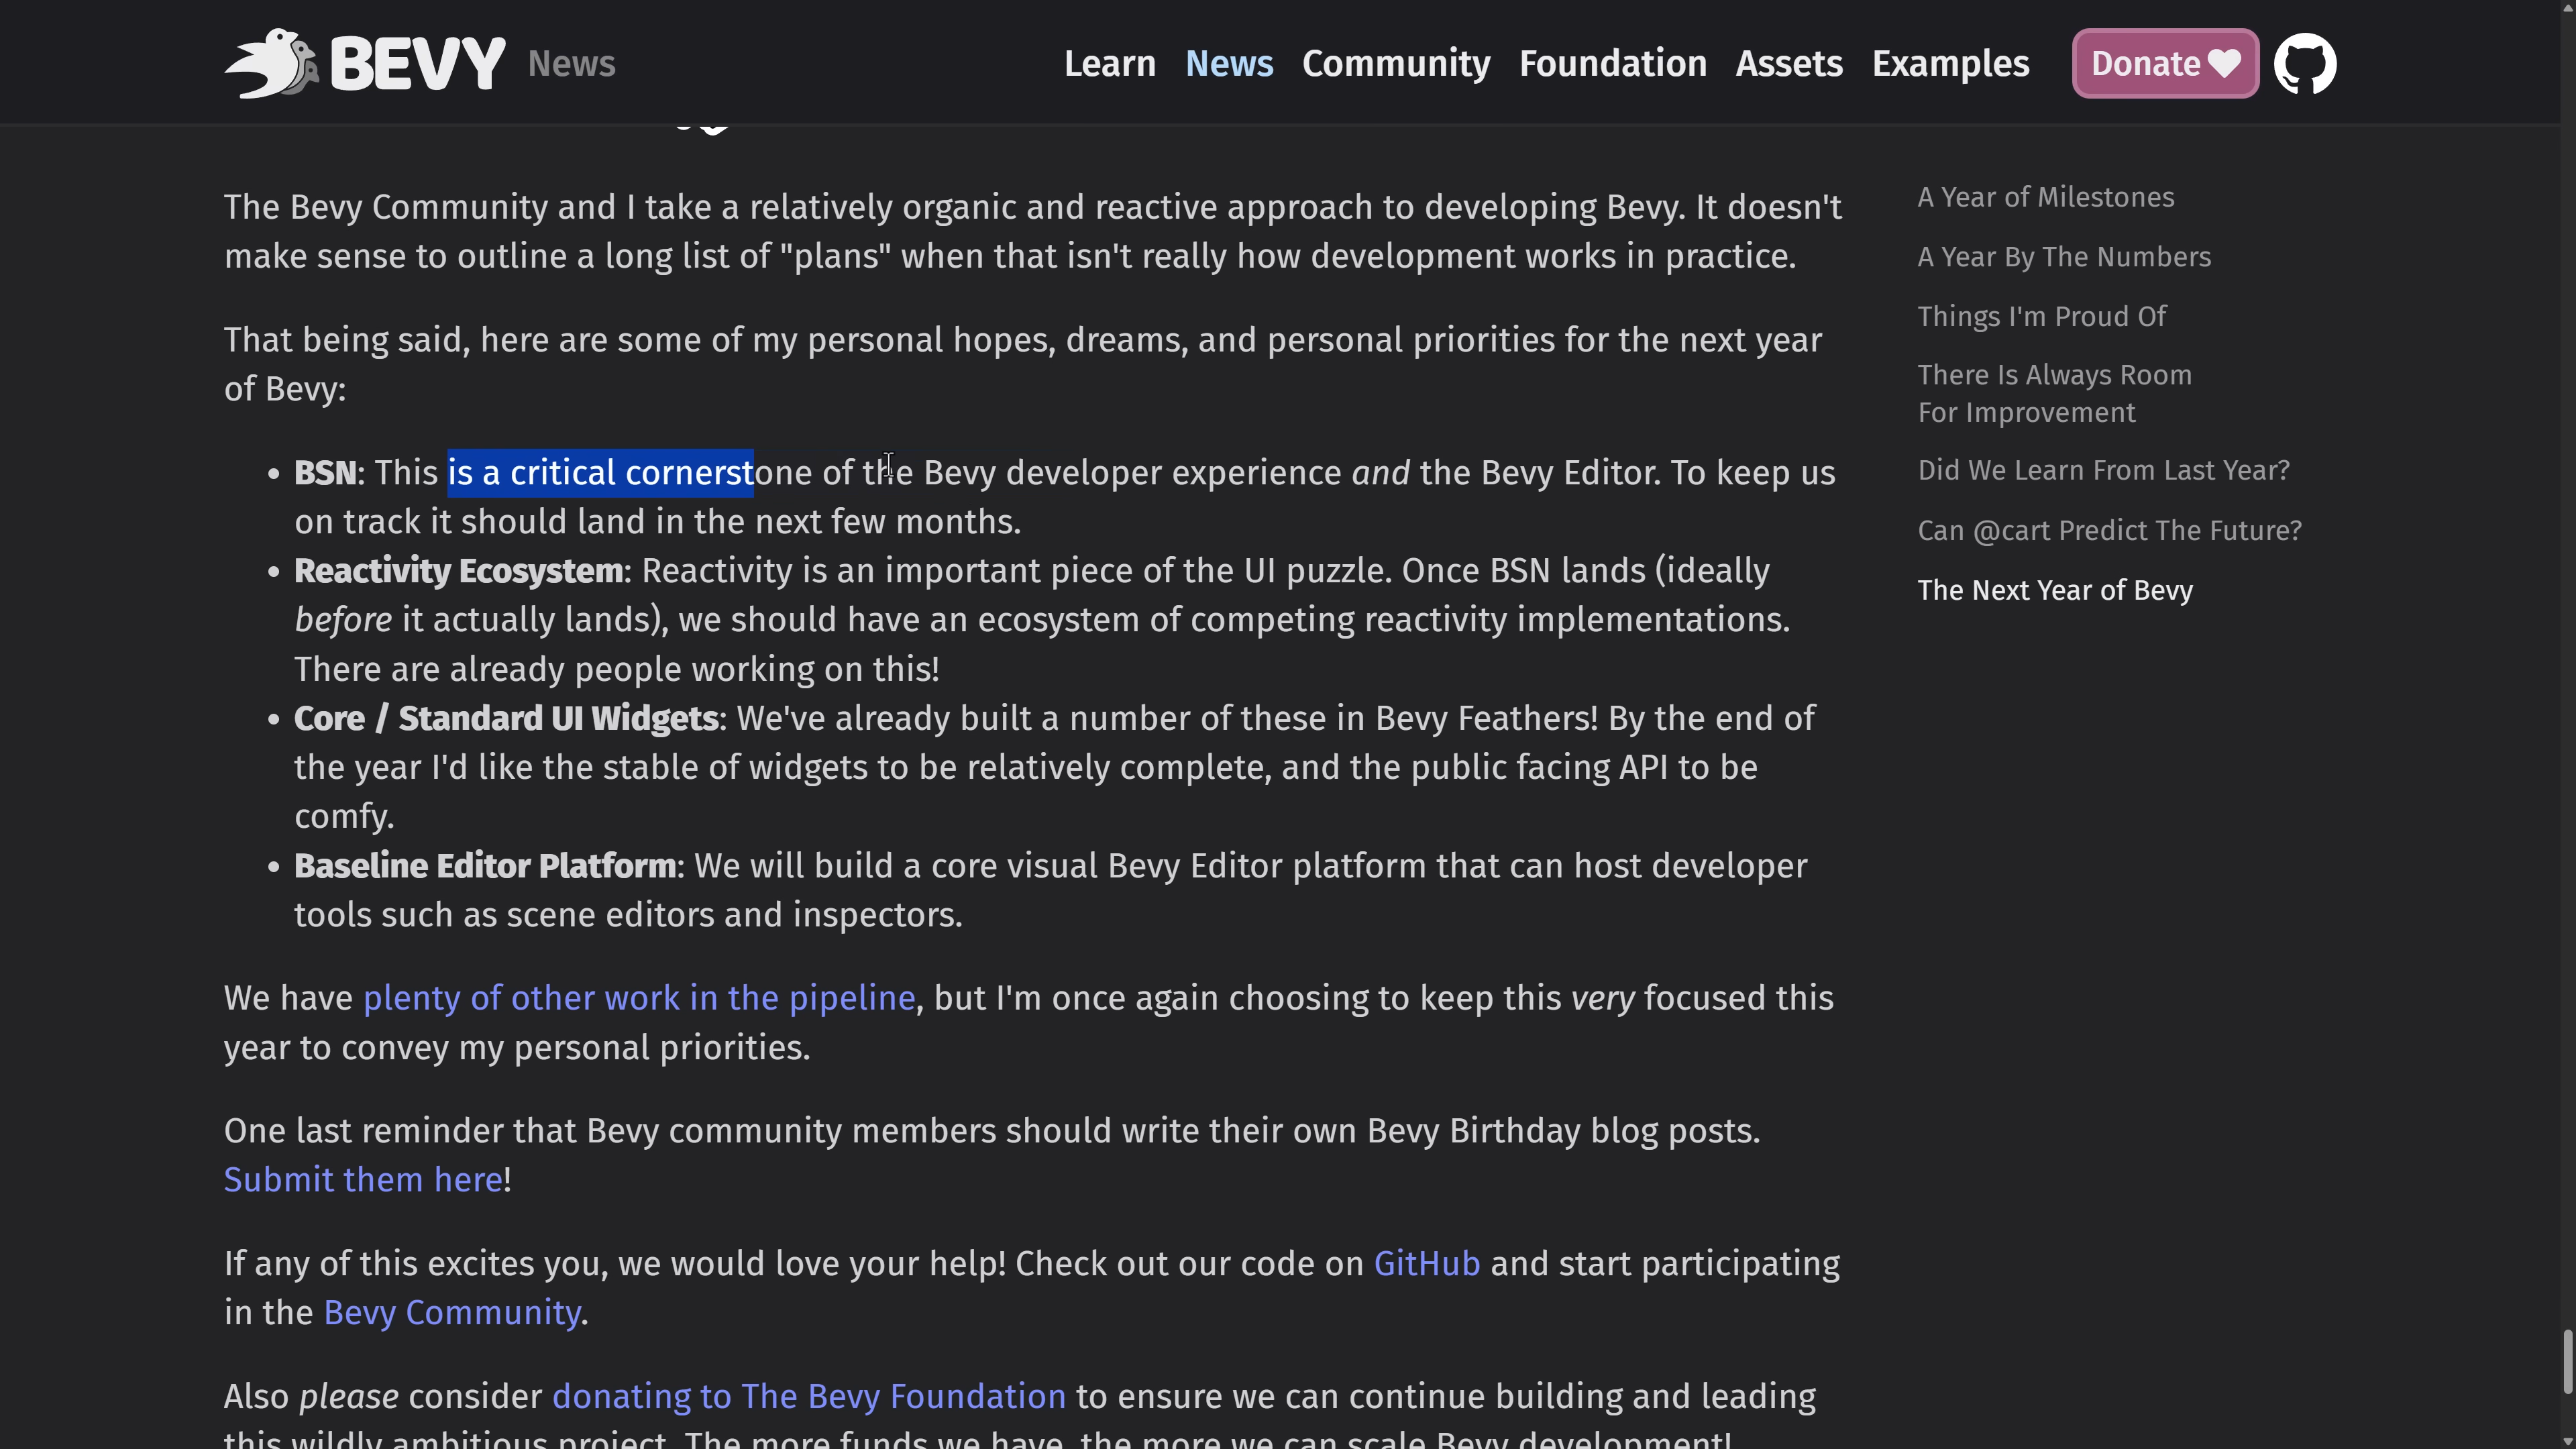 BEVY News
Learn News Community Foundation Assets Examples Donate
The Bevy Community and I take a relatively organic and reactive approach to developing Bevy. It doesn't
make sense to outline a long list of "plans" when that isn't really how development works in practice.
That being said, here are some of my personal hopes, dreams, and personal priorities for the next year
of Bevy:
• BSN: This is a critical cornerstone of the Bevy developer experience and the Bevy Editor. To keep us
on track it should land in the next few months.
• Reactivity Ecosystem: Reactivity is an important piece of the UI puzzle. Once BSN lands (ideally
before it actually lands), we should have an ecosystem of competing reactivity implementations.
There are already people working on this!
• Core / Standard UI Widgets: We've already built a number of these in Bevy Feathers! By the end of
the year I'd like the stable of widgets to be relatively complete, and the public facing API to be
comfy.
• Baseline Editor Platform: We will build a core visual Bevy Editor platform that can host developer
tools such as scene editors and inspectors.
We have plenty of other work in the pipeline, but I'm once again choosing to keep this very focused this
year to convey my personal priorities.
One last reminder that Bevy community members should write their own Bevy Birthday blog posts.
Submit them here!
If any of this excites you, we would love your help! Check out our code on GitHub and start participating
in the Bevy Community.
Also please consider donating to The Bevy Foundation to ensure we can continue building and leading
this wildly ambitious project. The more funds we have, the more we can scale Bevy development!
A Year of Milestones
A Year By The Numbers
Things I'm Proud Of
There Is Always Room
For Improvement
Did We Learn From Last Year?
Can @cart Predict The Future?
The Next Year of Bevy